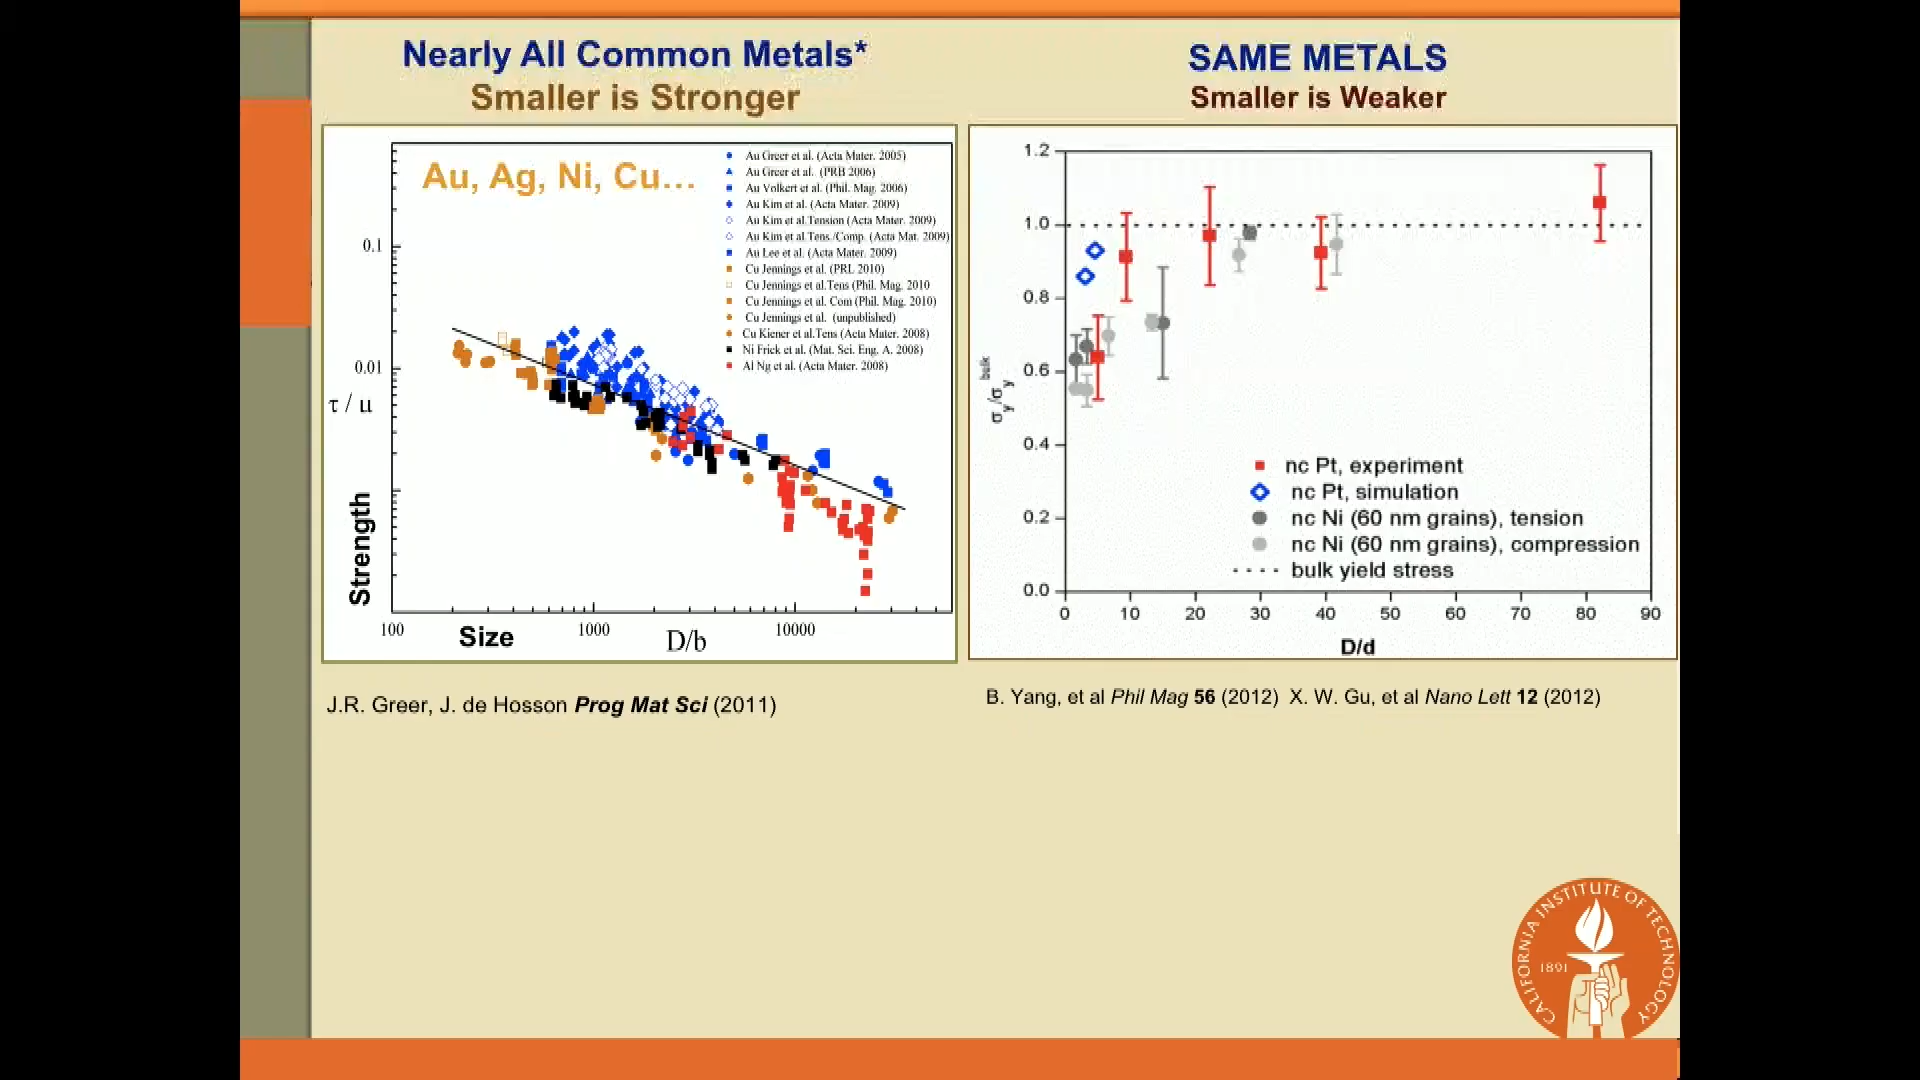 Nearly All Common Metals*
Smaller is Stronger
Au, Ag, Ni, Cu...
Au Greer et al. (Acta Mater. 2005)
Au Greer et al. (PRB 2006)
Au Volkert et al. (Phil. Mag. 2006)
Au Kim et al. (Acta Mater. 2009)
Au Kim et al.Tension (Acta Mater. 2009)
Au Kim et al.Tens./Comp. (Acta Mat. 2009)
Au Lee et al. (Acta Mater. 2009)
Cu Jennings et al. (PRL 2010)
Cu Jennings et al.Tens (Phil. Mag. 2010
Cu Jennings et al. Com (Phil. Mag. 2010)
Cu Jennings et al. (unpublished)
Cu Kiener et al.Tens (Acta Mater. 2008)
Ni Frick et al. (Mat. Sci. Eng. A. 2008)
Al Ng et al. (Acta Mater. 2008)
0.1
0.01
τ / u
Strength
100
1000
10000
Size
D/b
J.R. Greer, J. de Hosson Prog Mat Sci (2011)
SAME METALS
Smaller is Weaker
1.2
1.0
0.8
0.6
0.4
0.2
0.0
σy/σy bulk
nc Pt, experiment
nc Pt, simulation
nc Ni (60 nm grains), tension
nc Ni (60 nm grains), compression
bulk yield stress
0 10 20 30 40 50 60 70 80 90
D/d
B. Yang, et al Phil Mag 56 (2012) X. W. Gu, et al Nano Lett 12 (2012)
CALIFORNIA INSTITUTE OF TECHNOLOGY
1891